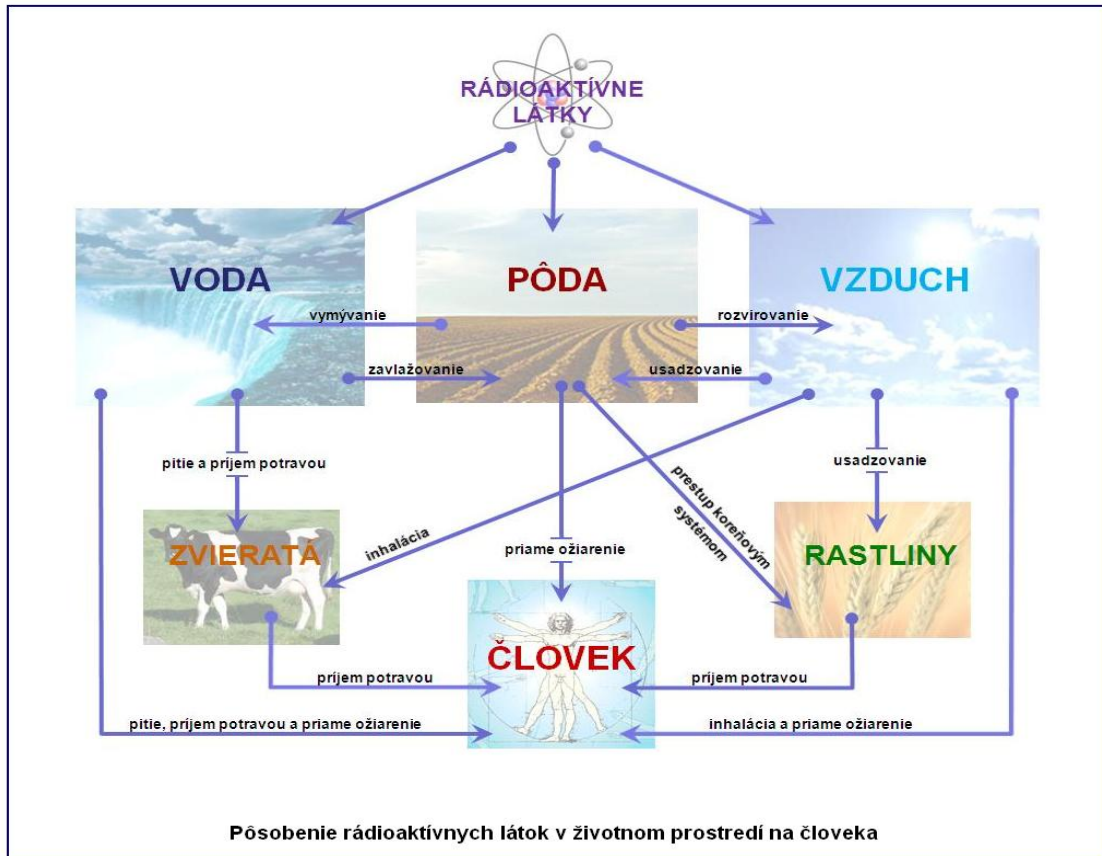 RÁDIOAKTÍVNE
LÁTKY
VODA
PÔDA
VZDUCH
vymývanie
rozvírovanie
zavlažovanie
usadzovanie
pitie a príjem potravou
usadzovanie
inhalácia
priame ožiarenie
prestup koreňovým
systémom
ZVIERATÁ
RASTLINY
ČLOVEK
príjem potravou
príjem potravou
pitie, príjem potravou a priame ožiarenie
inhalácia a priame ožiarenie
Pôsobenie rádioaktívnych látok v životnom prostredí na človeka